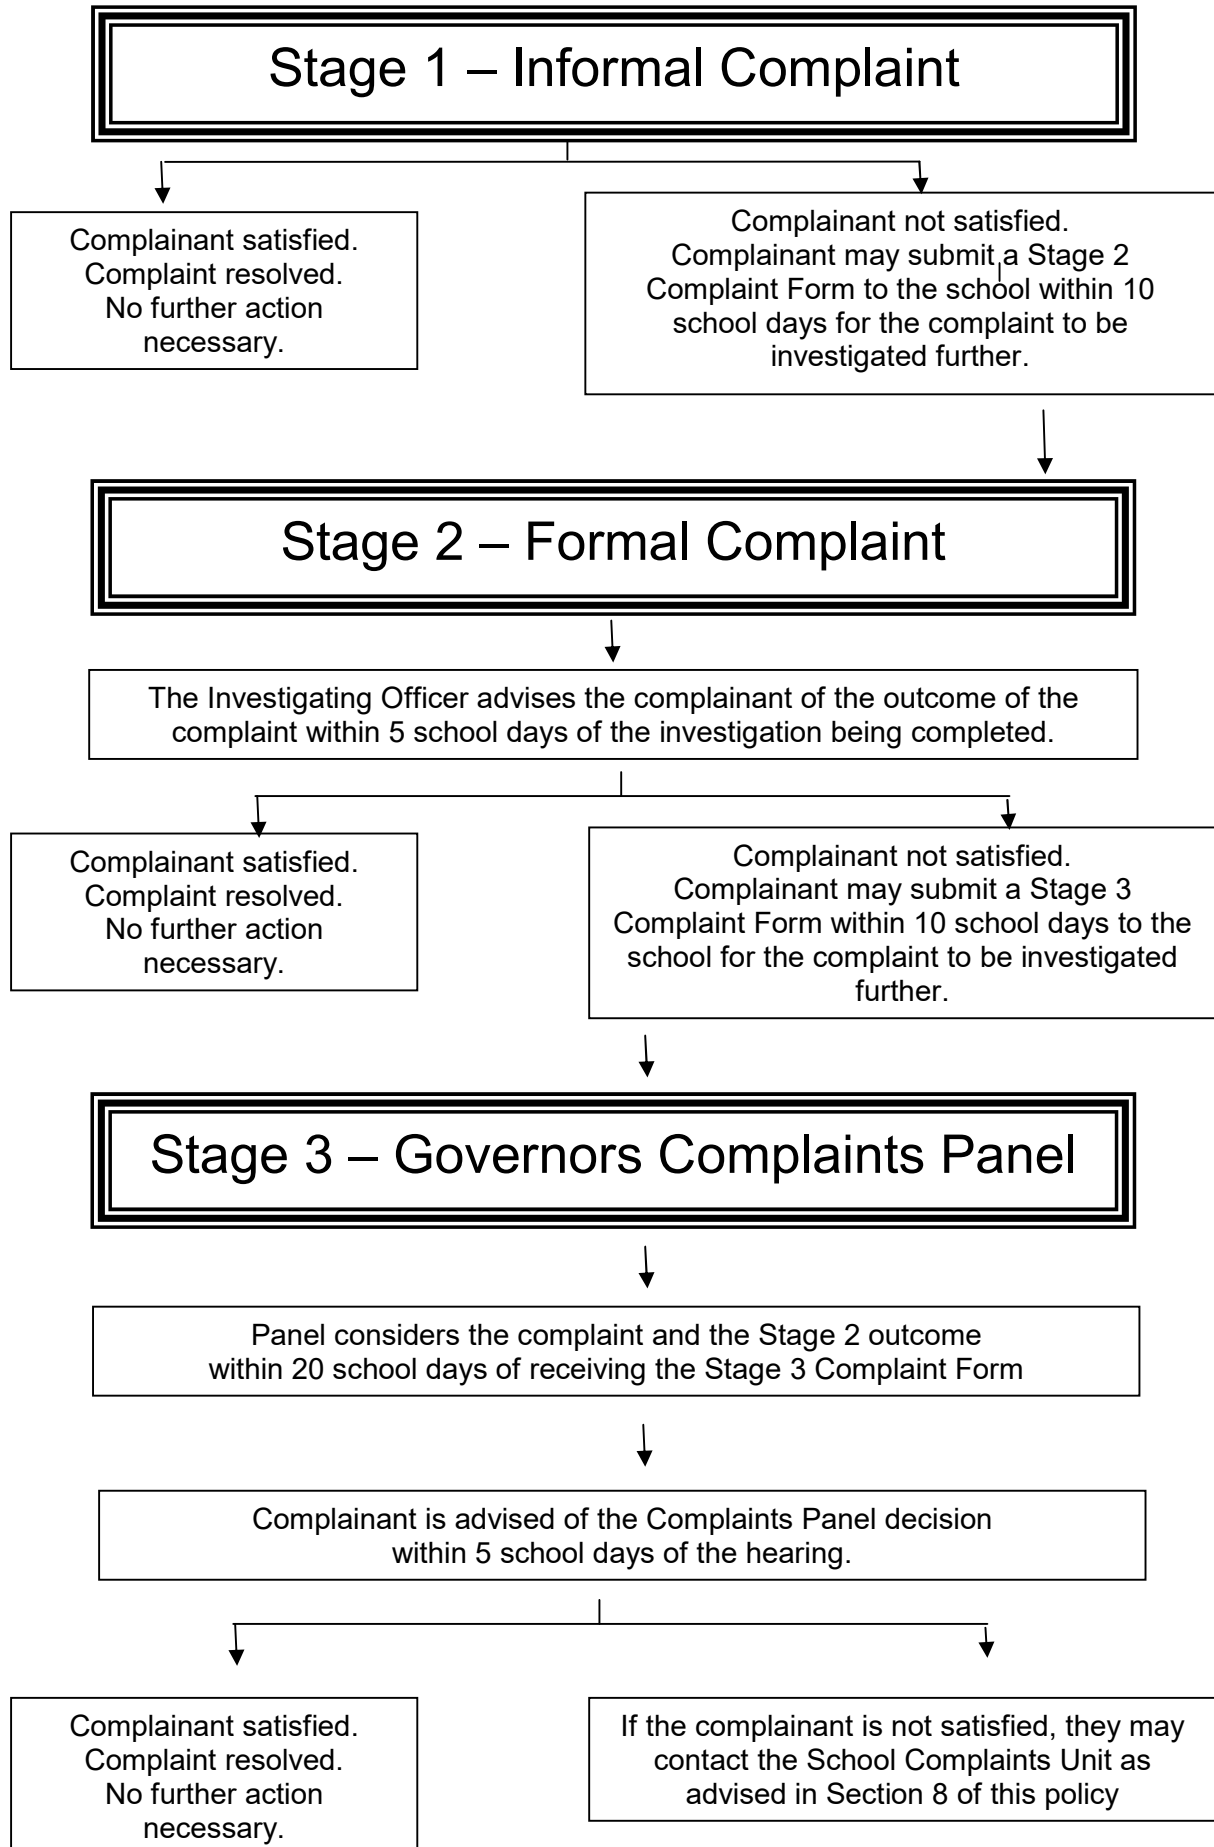 Stage 1 – Informal Complaint
Complainant satisfied.
Complaint resolved.
No further action
necessary.
Complainant not satisfied.
Complainant may submit a Stage 2
Complaint Form to the school within 10
school days for the complaint to be
investigated further.
Stage 2 – Formal Complaint
The Investigating Officer advises the complainant of the outcome of the
complaint within 5 school days of the investigation being completed.
Complainant satisfied.
Complaint resolved.
No further action
necessary.
Complainant not satisfied.
Complainant may submit a Stage 3
Complaint Form within 10 school days to the
school for the complaint to be investigated
further.
Stage 3 – Governors Complaints Panel
Panel considers the complaint and the Stage 2 outcome
within 20 school days of receiving the Stage 3 Complaint Form
Complainant is advised of the Complaints Panel decision
within 5 school days of the hearing.
Complainant satisfied.
Complaint resolved.
No further action
necessary.
If the complainant is not satisfied, they may
contact the School Complaints Unit as
advised in Section 8 of this policy